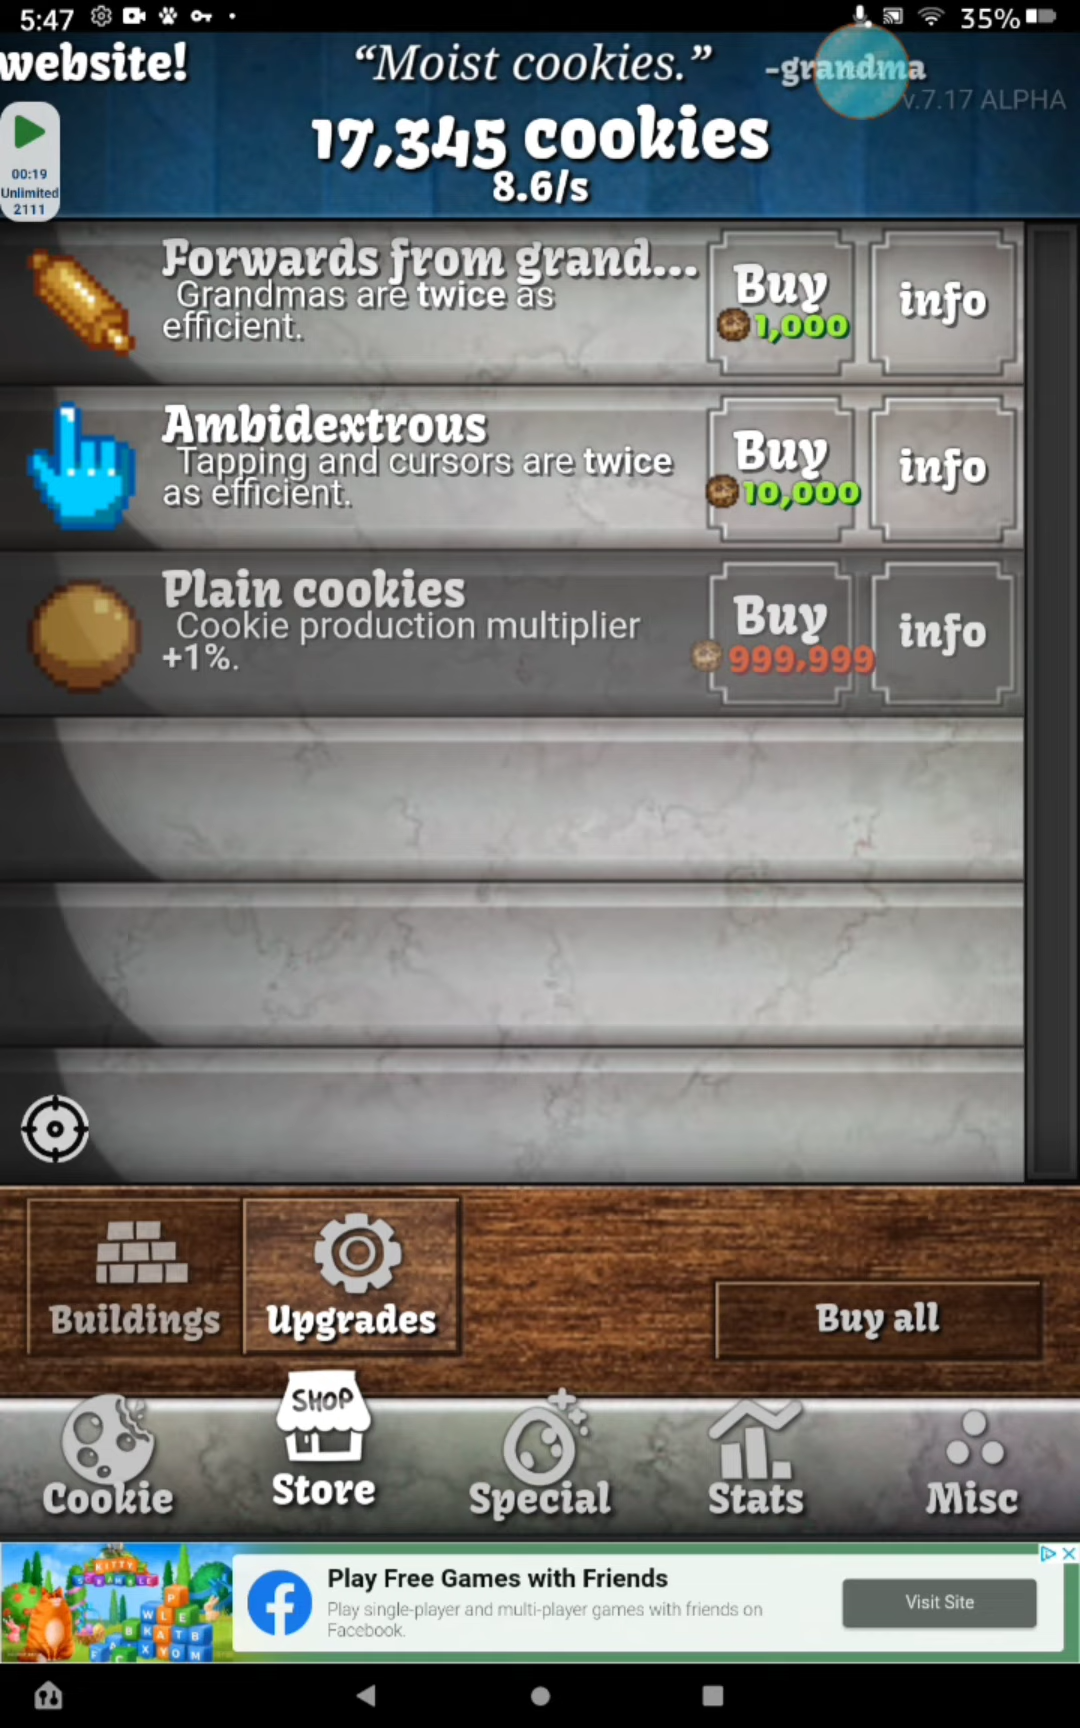 5:47
35%
website!
“Moist cookies.” -grandma
v.7.17 ALPHA
17,345 cookies
8.6/s
00:19
Unlimited
2111
Forwards from grand...
Grandmas are twice as
efficient.
Buy
1,000
info
Ambidextrous
Tapping and cursors are twice
as efficient.
Buy
10,000
info
Plain cookies
Cookie production multiplier
+1%.
Buy
999,999
info
Buildings
Upgrades
Buy all
SHOP
Cookie
Store
Special
Stats
Misc
KITTY
Play Free Games with Friends
Play single-player and multi-player games with friends on
Facebook.
Visit Site